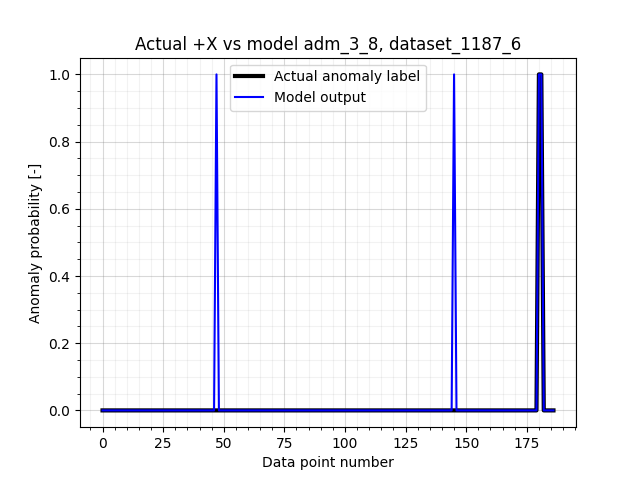 Actual +X vs model adm_3_8, dataset_1187_6
Actual anomaly label
Model output
Anomaly probability [-]
1.0
0.8
0.6
0.4
0.2
0.0
0 25 50 75 100 125 150 175
Data point number